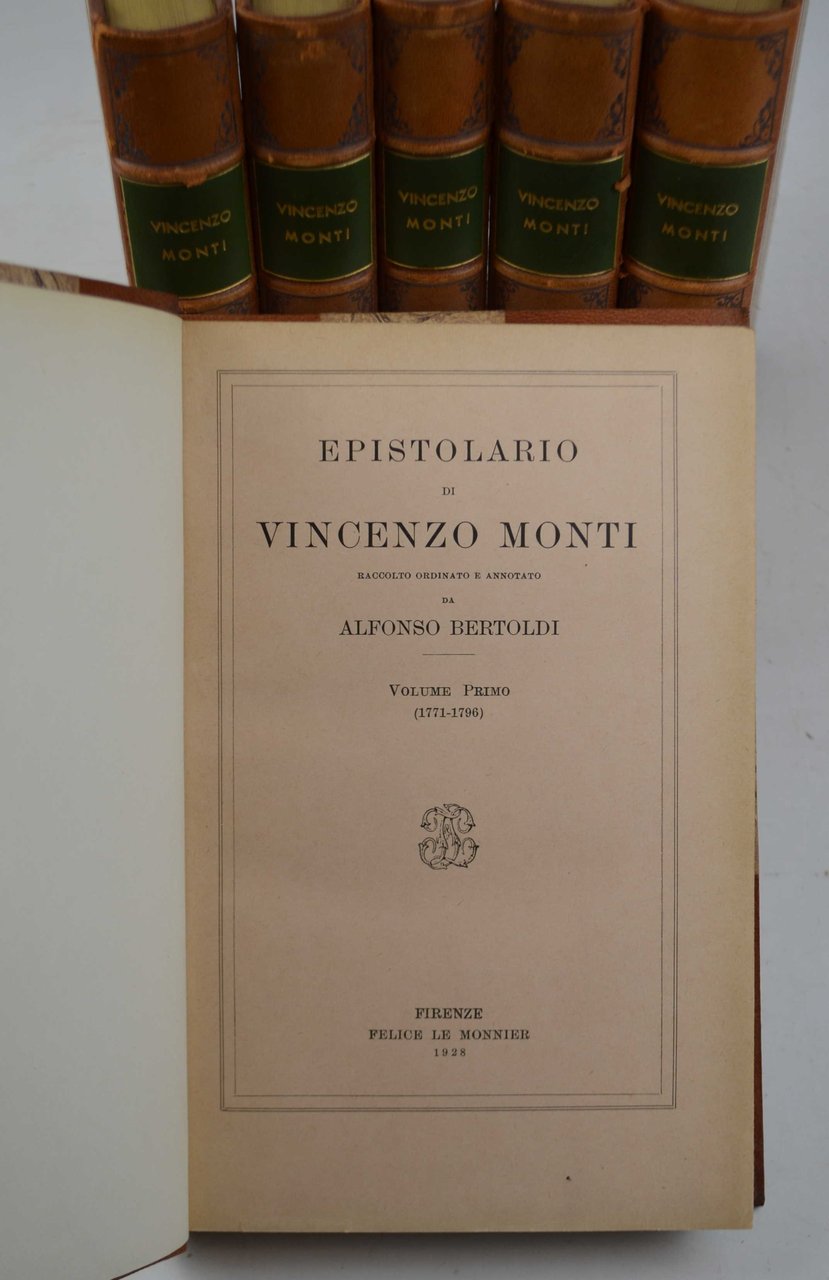 VINCENZO
MONTI
VINCENZO
MONTI
VINCENZO
MONTI
VINCENZO
MONTI
VINCENZO
MONTI
EPISTOLARIO
DI
VINCENZO MONTI
RACCOLTO ORDINATO E ANNOTATO
DA
ALFONSO BERTOLDI
VOLUME PRIMO
(1771-1796)
FIRENZE
FELICE LE MONNIER
1928